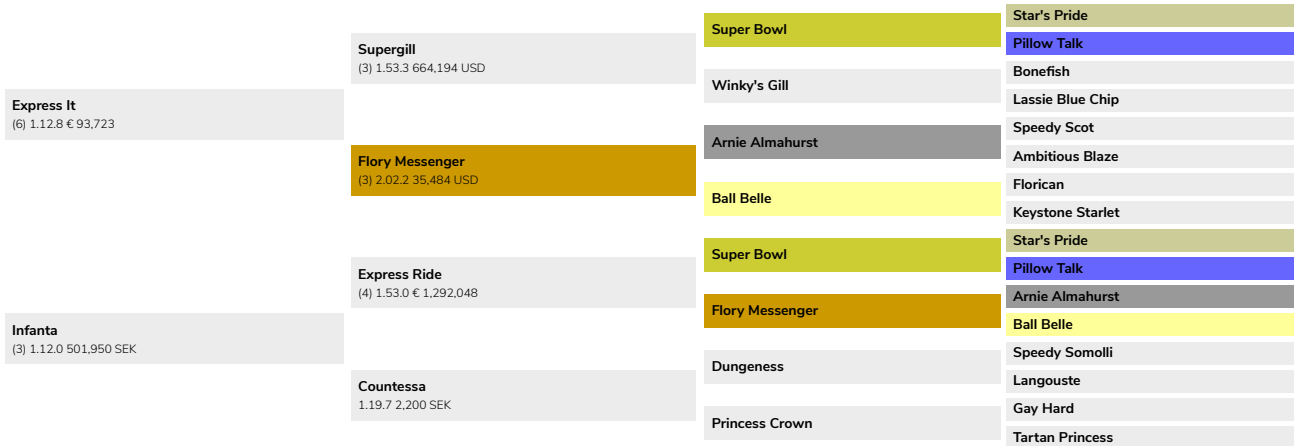 Express It
(6) 1.12.8 € 93,723
Infanta
(3) 1.12.0 501,950 SEK
Supergill
(3) 1.53.3 664,194 USD
Flory Messenger
(3) 2.02.2 35,484 USD
Express Ride
(4) 1.53.0 € 1,292,048
Countessa
1.19.7 2,200 SEK
Super Bowl
Winky's Gill
Arnie Almahurst
Ball Belle
Super Bowl
Flory Messenger
Dungeness
Princess Crown
Star's Pride
Pillow Talk
Bonefish
Lassie Blue Chip
Speedy Scot
Ambitious Blaze
Florican
Keystone Starlet
Star's Pride
Pillow Talk
Arnie Almahurst
Ball Belle
Speedy Somolli
Langouste
Gay Hard
Tartan Princess